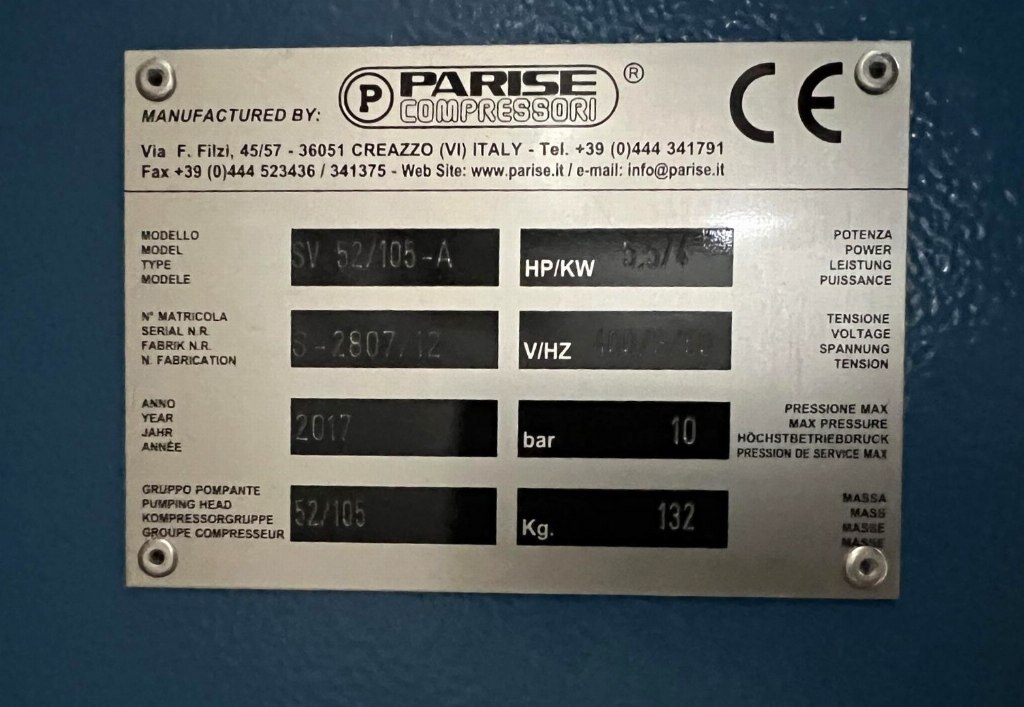 MANUFACTURED BY: P PARISE COMPRESSORI ®
CE
Via F. Filzi, 45/57 - 36051 CREAZZO (VI) ITALY - Tel. +39 (0)444 341791
Fax +39 (0)444 523436 / 341375 - Web Site: www.parise.it / e-mail: info@parise.it
MODELLO
MODEL
TYPE
MODELE
SV 52/105-A
HP/KW 5.5/4
POTENZA
POWER
LEISTUNG
PUISSANCE
N° MATRICOLA
SERIAL N.R.
FABRIK N.R.
N. FABRICATION
S-2807/12
V/HZ
TENSIONE
VOLTAGE
SPANNUNG
TENSION
ANNO
YEAR
JAHR
ANNÉE
2017
bar 10
PRESSIONE MAX
MAX PRESSURE
HÖCHSTBETRIEBDRUCK
PRESSION DE SERVICE MAX
GRUPPO POMPANTE
PUMPING HEAD
KOMPRESSORGRUPPE
GROUPE COMPRESSEUR
52/105
Kg. 132
MASSA
MASS
MASSE
MASSE